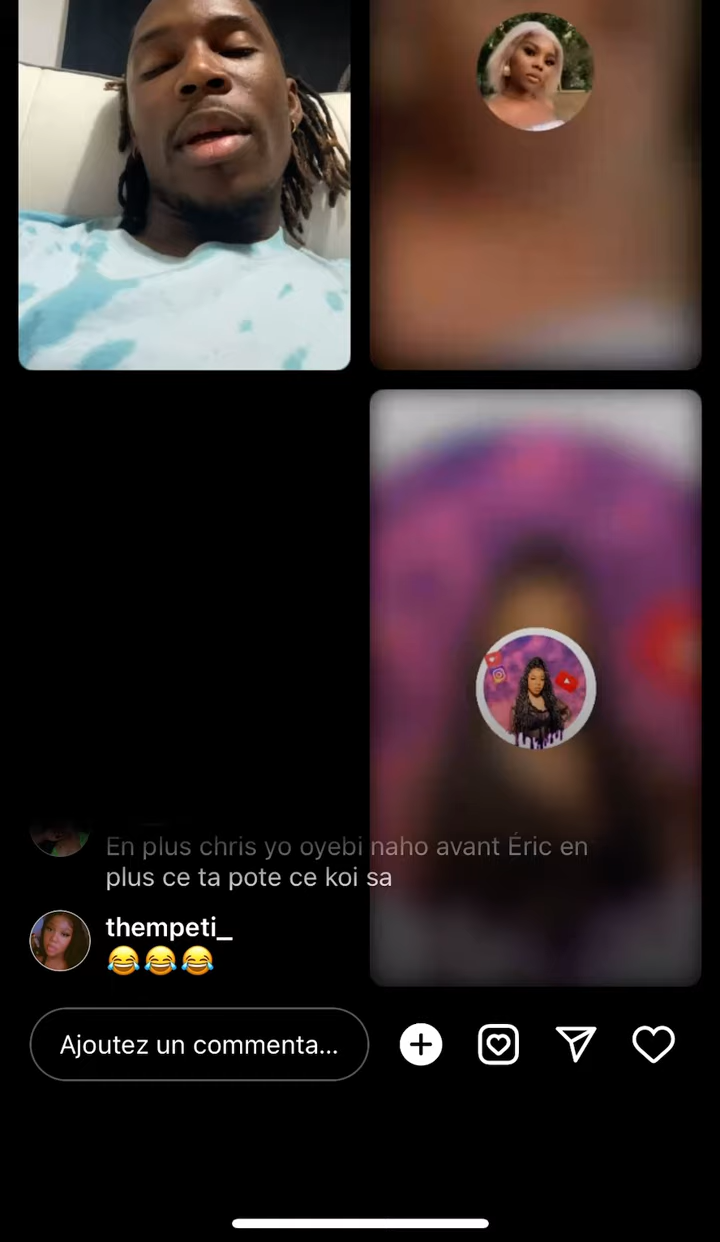 En plus chris yo oyebi naho avant Éric en
plus ce ta pote ce koi sa
thempeti_
😂😂😂
Ajoutez un commenta...